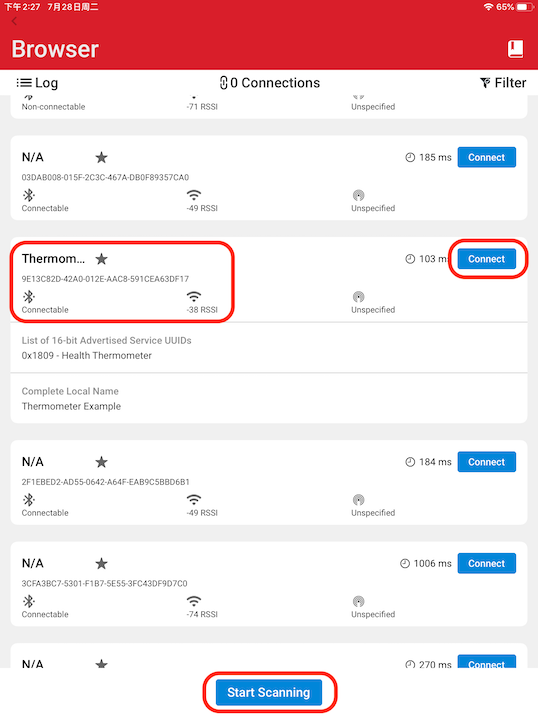 下午2:27 7月28日周二 65%
Browser
Log 0 Connections Filter
Non-connectable -71 RSSI Unspecified
N/A 185 ms Connect
03DAB008-015F-2C3C-467A-DB0F89357CA0
Connectable -49 RSSI Unspecified
Thermom... 103 ms Connect
9E13C82D-42A0-012E-AAC8-591CEA63DF17
Connectable -38 RSSI Unspecified
List of 16-bit Advertised Service UUIDs
0x1809 - Health Thermometer
Complete Local Name
Thermometer Example
N/A 184 ms Connect
2F1EBED2-AD55-0642-A64F-EAB9C5BBD6B1
Connectable -49 RSSI Unspecified
N/A 1006 ms Connect
3CFA3BC7-5301-F1B7-5E55-3FC43DF9D7C0
Connectable -74 RSSI Unspecified
N/A 270 ms Connect
Start Scanning